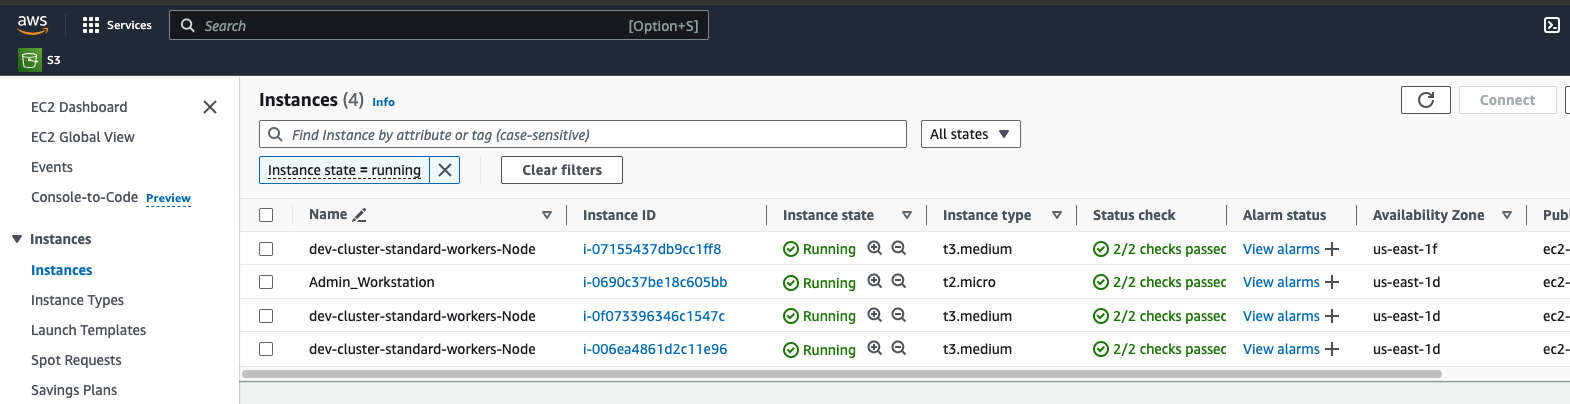 aws Services Search [Option+S]
S3
EC2 Dashboard
EC2 Global View
Events
Console-to-Code Preview
Instances
Instances
Instance Types
Launch Templates
Spot Requests
Savings Plans
Instances (4) Info
Connect
Find Instance by attribute or tag (case-sensitive)
All states
Instance state = running
Clear filters
Name Instance ID Instance state Instance type Status check Alarm status Availability Zone Publ
dev-cluster-standard-workers-Node i-07155437db9cc1ff8 Running t3.medium 2/2 checks passed View alarms us-east-1f ec2-
Admin_Workstation i-0690c37be18c605bb Running t2.micro 2/2 checks passed View alarms us-east-1d ec2-
dev-cluster-standard-workers-Node i-0f073396346c1547c Running t3.medium 2/2 checks passed View alarms us-east-1d ec2-
dev-cluster-standard-workers-Node i-006ea4861d2c11e96 Running t3.medium 2/2 checks passed View alarms us-east-1d ec2-